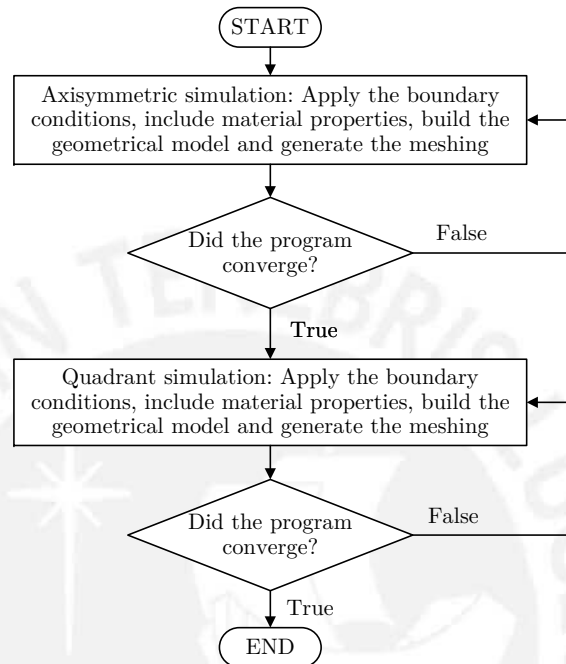 START
Axisymmetric simulation: Apply the boundary
conditions, include material properties, build the
geometrical model and generate the meshing
Did the program
converge?
False
True
Quadrant simulation: Apply the boundary
conditions, include material properties, build the
geometrical model and generate the meshing
Did the program
converge?
False
True
END